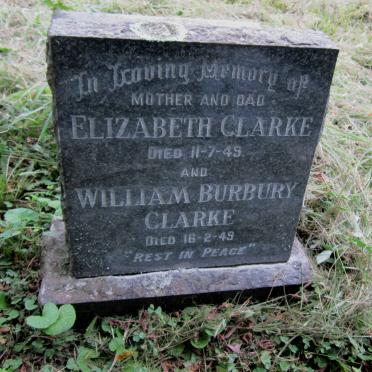 In Loving Memory of
MOTHER AND DAD
ELIZABETH CLARKE
DIED 11-7-49.
AND
WILLIAM BURBURY
CLARKE
DIED 16-2-49
"REST IN PEACE"